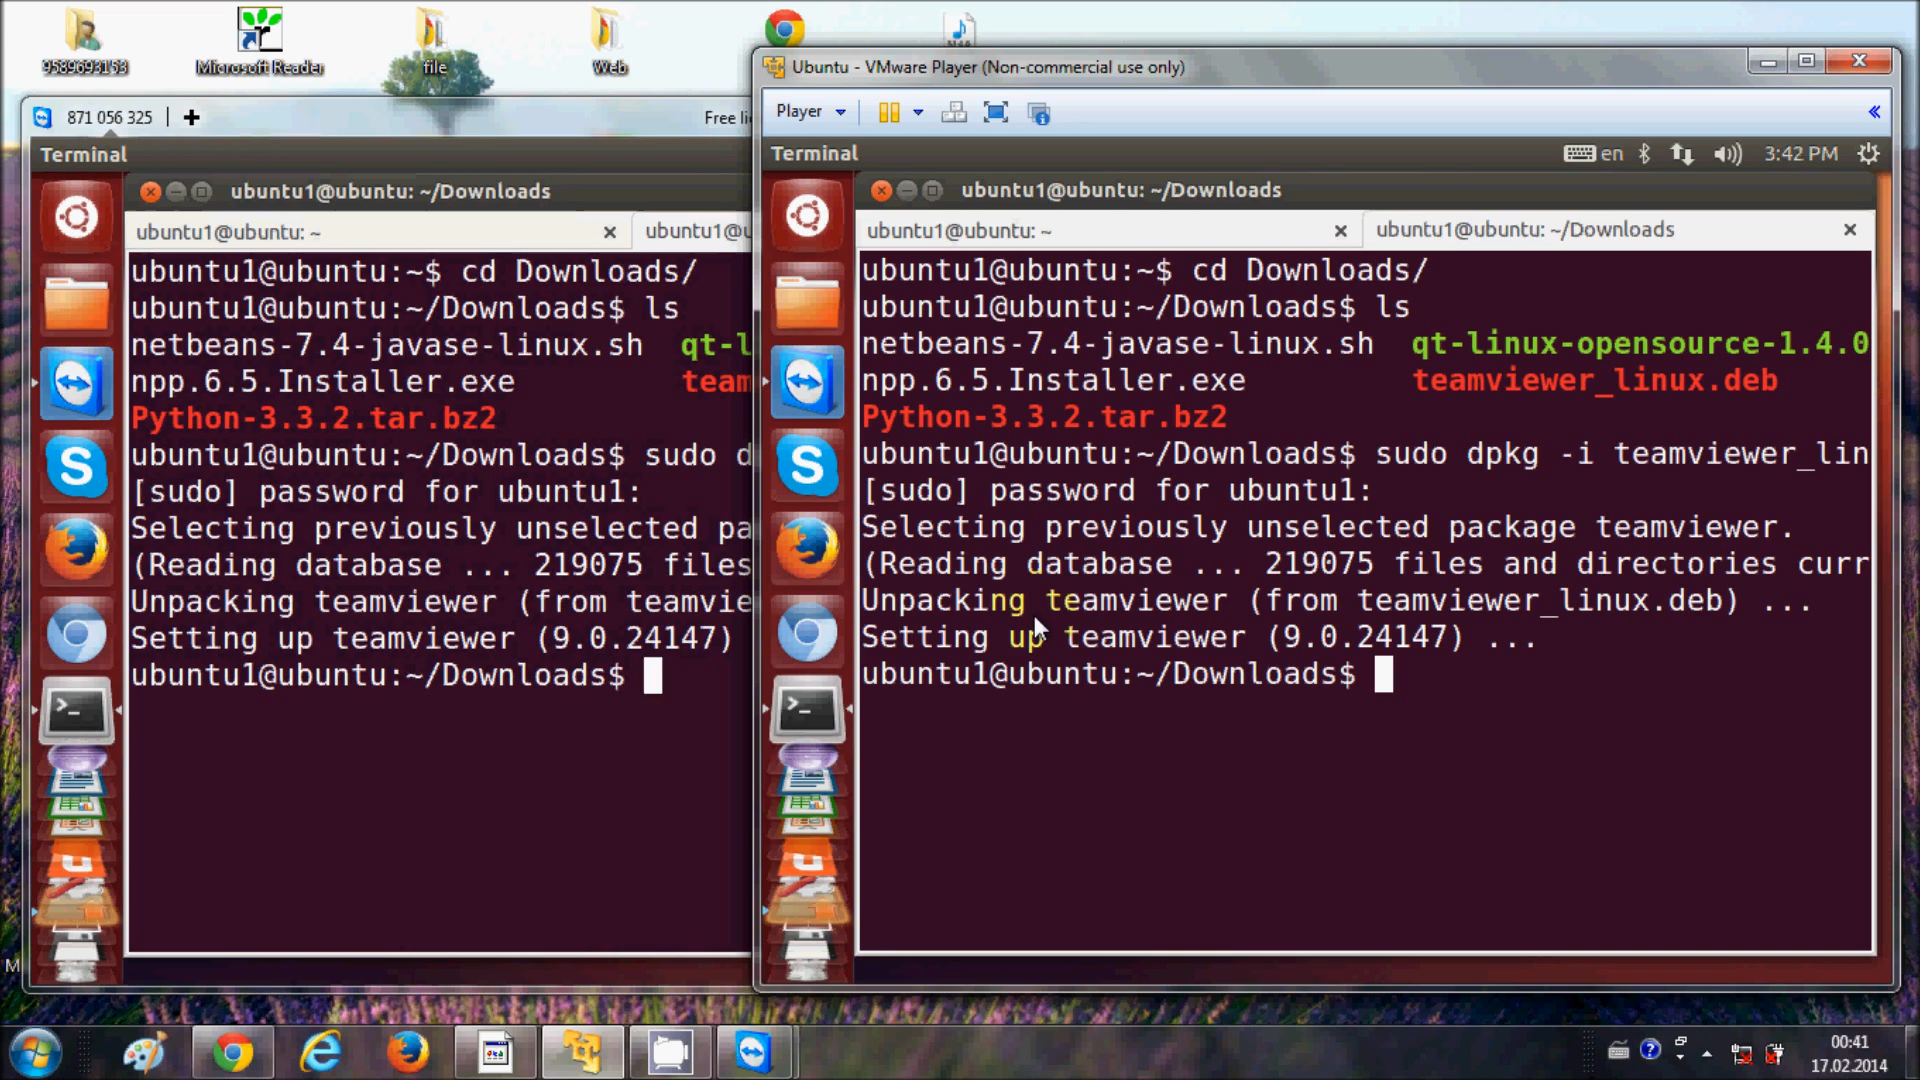 9589693153
Microsoft Reader
file
Web
871 056 325
Free li
Terminal
ubuntu1@ubuntu: ~/Downloads
ubuntu1@ubuntu: ~
ubuntu1@u
ubuntu1@ubuntu:~$ cd Downloads/
ubuntu1@ubuntu:~/Downloads$ ls
netbeans-7.4-javase-linux.sh qt-l
npp.6.5.Installer.exe team
Python-3.3.2.tar.bz2
ubuntu1@ubuntu:~/Downloads$ sudo d
[sudo] password for ubuntu1:
Selecting previously unselected pa
(Reading database ... 219075 files
Unpacking teamviewer (from teamvie
Setting up teamviewer (9.0.24147)
ubuntu1@ubuntu:~/Downloads$
Ubuntu - VMware Player (Non-commercial use only)
Player
Terminal
en
3:42 PM
ubuntu1@ubuntu: ~/Downloads
ubuntu1@ubuntu: ~
ubuntu1@ubuntu: ~/Downloads
ubuntu1@ubuntu:~$ cd Downloads/
ubuntu1@ubuntu:~/Downloads$ ls
netbeans-7.4-javase-linux.sh qt-linux-opensource-1.4.0
npp.6.5.Installer.exe teamviewer_linux.deb
Python-3.3.2.tar.bz2
ubuntu1@ubuntu:~/Downloads$ sudo dpkg -i teamviewer_lin
[sudo] password for ubuntu1:
Selecting previously unselected package teamviewer.
(Reading database ... 219075 files and directories curr
Unpacking teamviewer (from teamviewer_linux.deb) ...
Setting up teamviewer (9.0.24147) ...
ubuntu1@ubuntu:~/Downloads$
M
00:41
17.02.2014